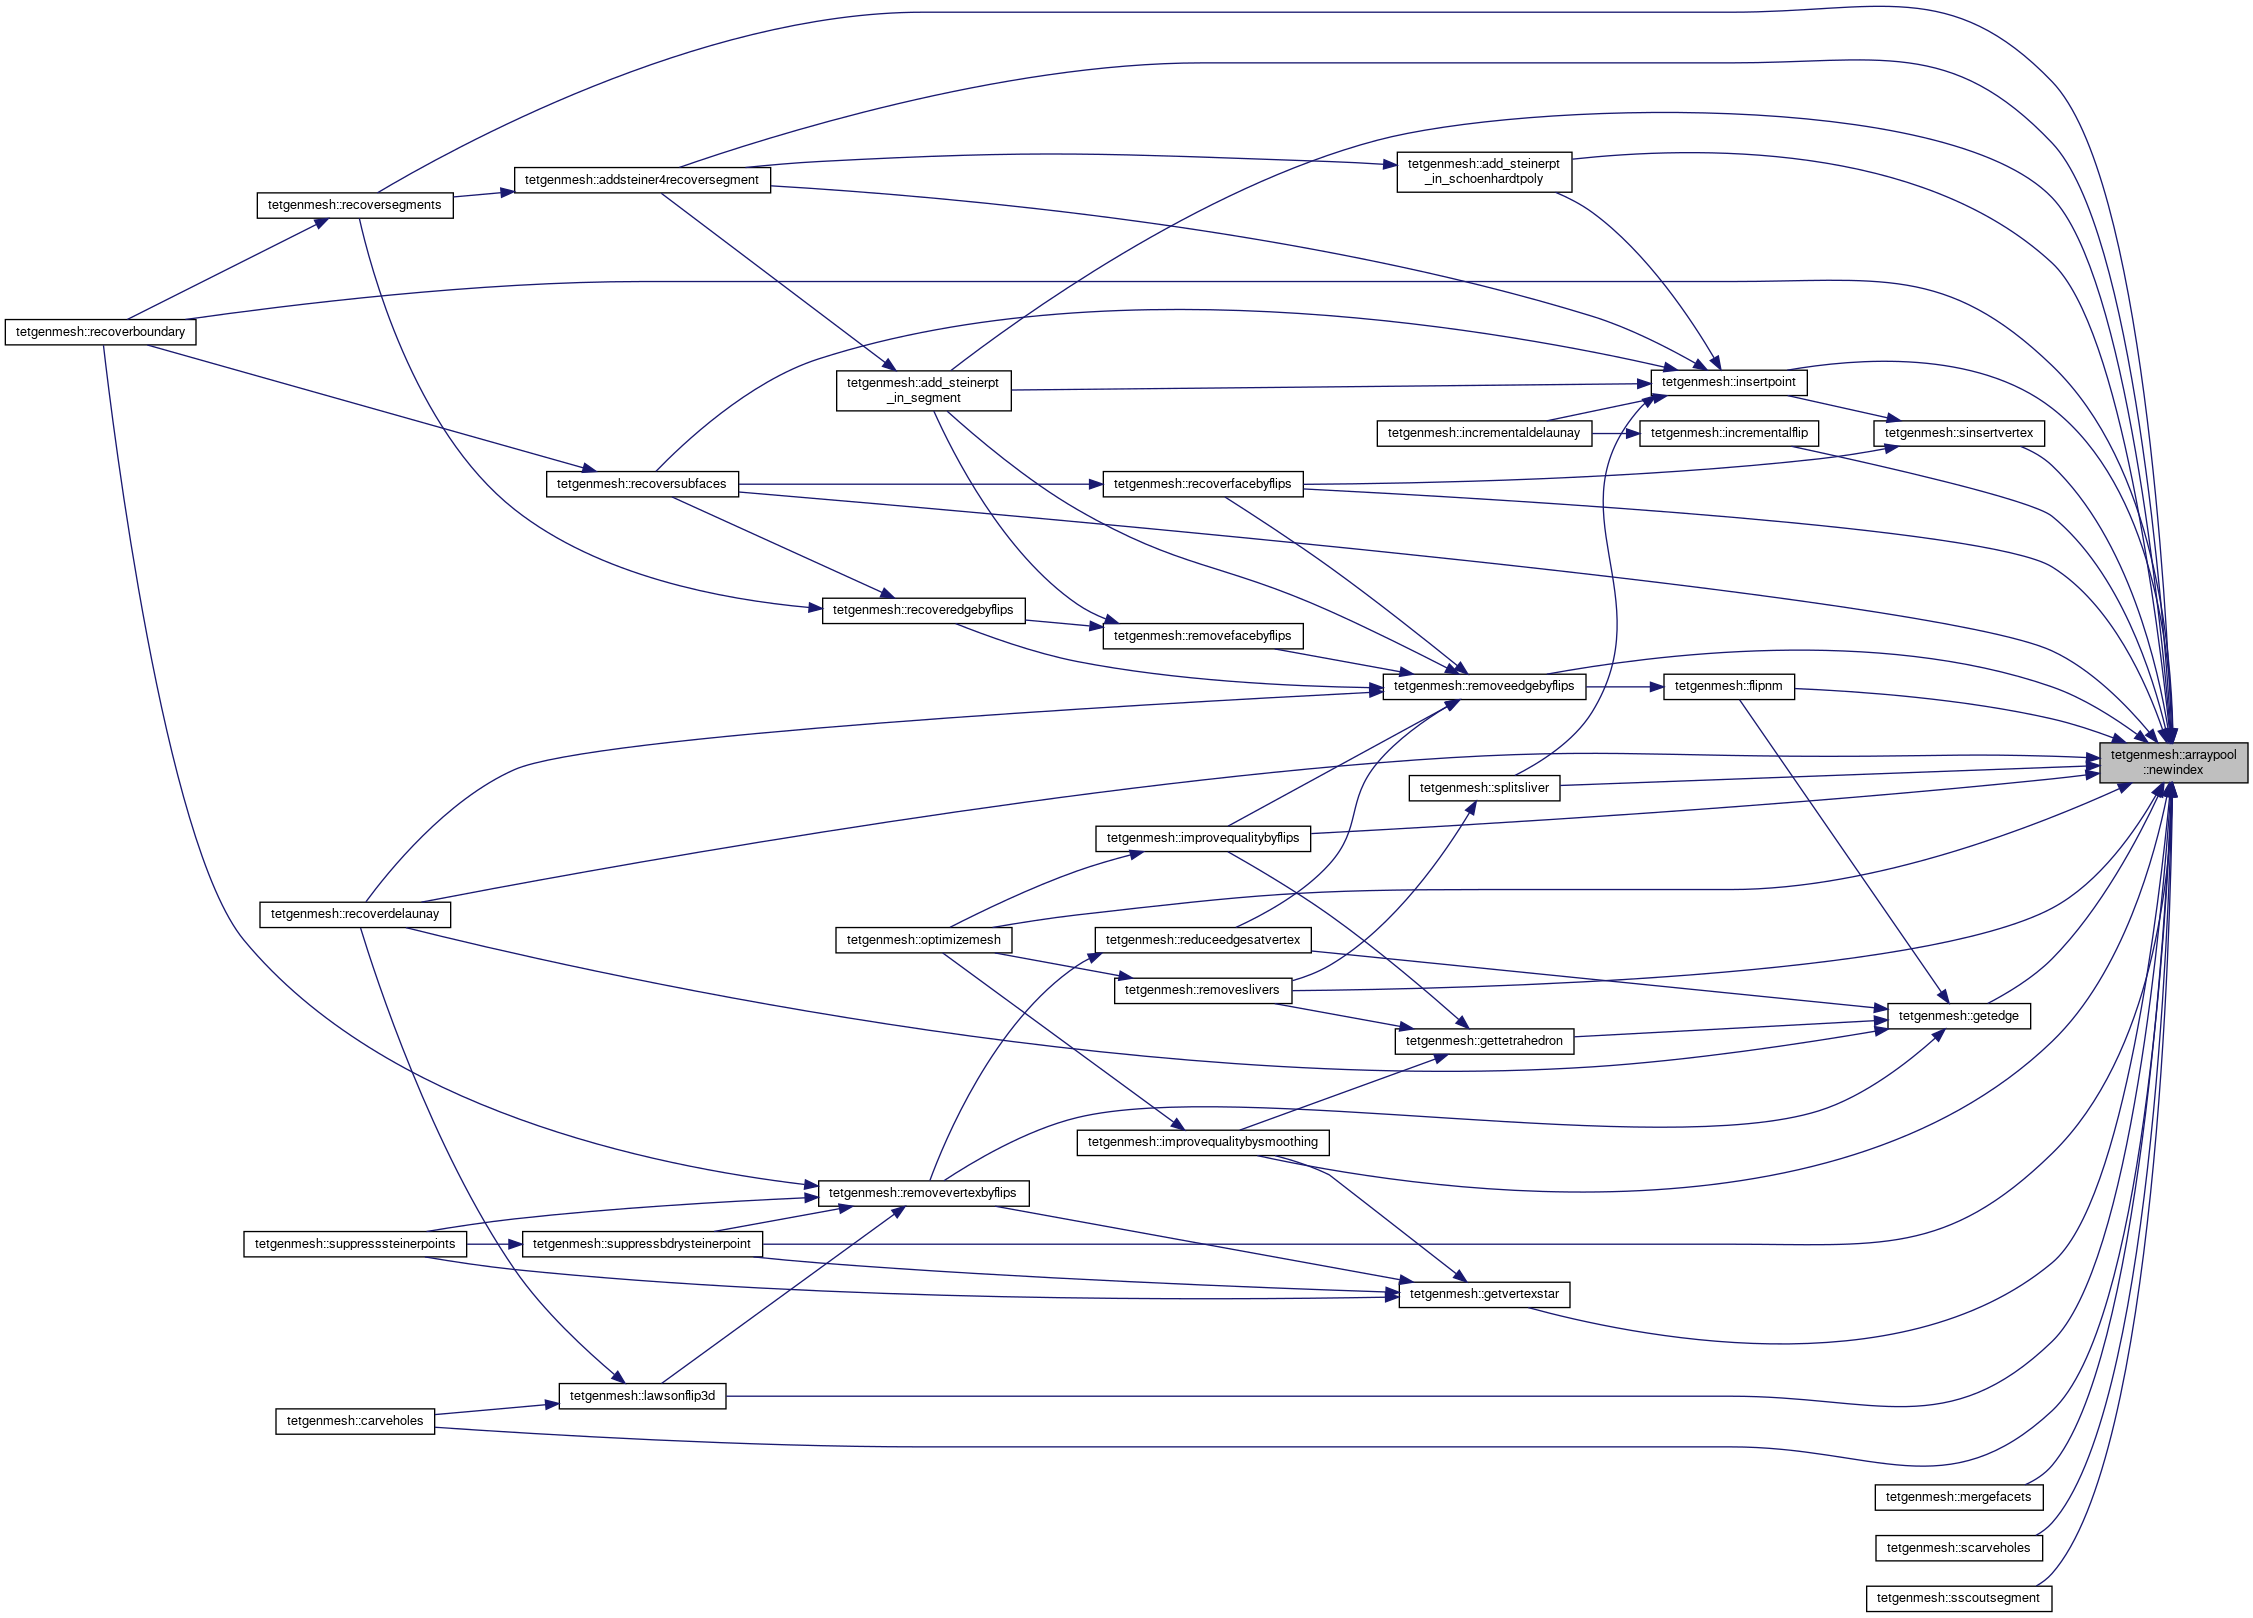 tetgenmesh::add_steinerpt
_in_schoenhardtpoly
tetgenmesh::addsteiner4recoversegment
tetgenmesh::recoversegments
tetgenmesh::recoverboundary
tetgenmesh::add_steinerpt
_in_segment
tetgenmesh::insertpoint
tetgenmesh::incrementaldelaunay
tetgenmesh::incrementalflip
tetgenmesh::sinsertvertex
tetgenmesh::recoversubfaces
tetgenmesh::recoverfacebyflips
tetgenmesh::recoveredgebyflips
tetgenmesh::removefacebyflips
tetgenmesh::removeedgebyflips
tetgenmesh::flipnm
tetgenmesh::arraypool
::newindex
tetgenmesh::splitsliver
tetgenmesh::improvequalitybyflips
tetgenmesh::recoverdelaunay
tetgenmesh::optimizemesh
tetgenmesh::reduceedgesatvertex
tetgenmesh::removeslivers
tetgenmesh::getedge
tetgenmesh::gettetrahedron
tetgenmesh::improvequalitybysmoothing
tetgenmesh::removevertexbyflips
tetgenmesh::suppresssteinerpoints
tetgenmesh::suppressbdrysteinerpoint
tetgenmesh::getvertexstar
tetgenmesh::lawsonflip3d
tetgenmesh::carveholes
tetgenmesh::mergefacets
tetgenmesh::scarveholes
tetgenmesh::sscoutsegment